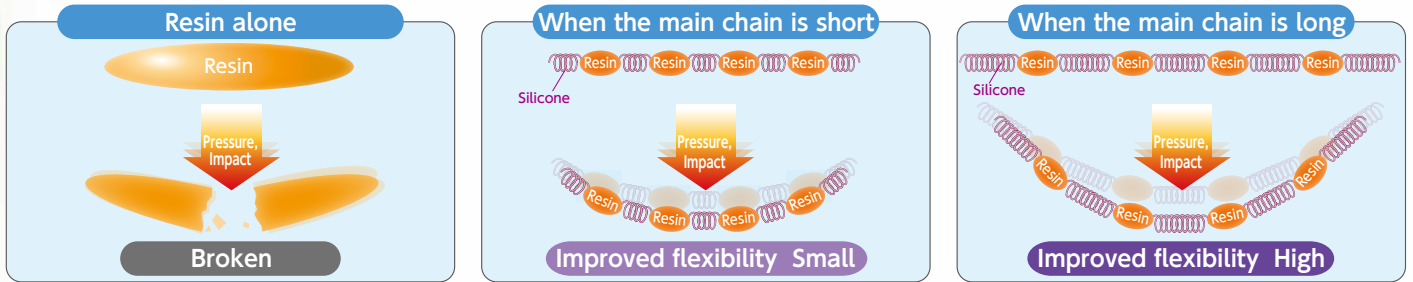 Resin alone
Resin
Pressure,
Impact
Broken
When the main chain is short
Resin
Resin
Resin
Resin
Silicone
Pressure,
Impact
Resin
Resin
Resin
Resin
Improved flexibility Small
When the main chain is long
Resin
Resin
Resin
Resin
Silicone
Pressure,
Impact
Resin
Resin
Resin
Resin
Improved flexibility High